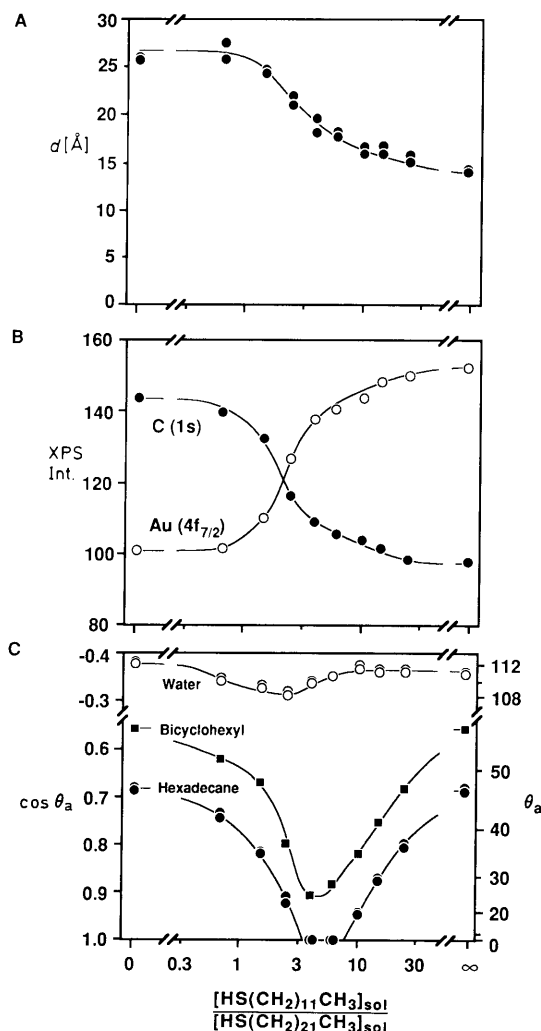 A
30
25
20
d [Å]
15
10
5
0
B
160
140
C (1s)
XPS
Int.
120
Au (4f7/2)
100
80
C
-0.4
112
Water
-0.3
108
Bicyclohexyl
0.6
50
0.7
Hexadecane
cos θa
θa
40
0.8
30
0.9
20
1.0
0
0 0.3 1 3 10 30 ∞
[HS(CH2)11CH3]sol
[HS(CH2)21CH3]sol